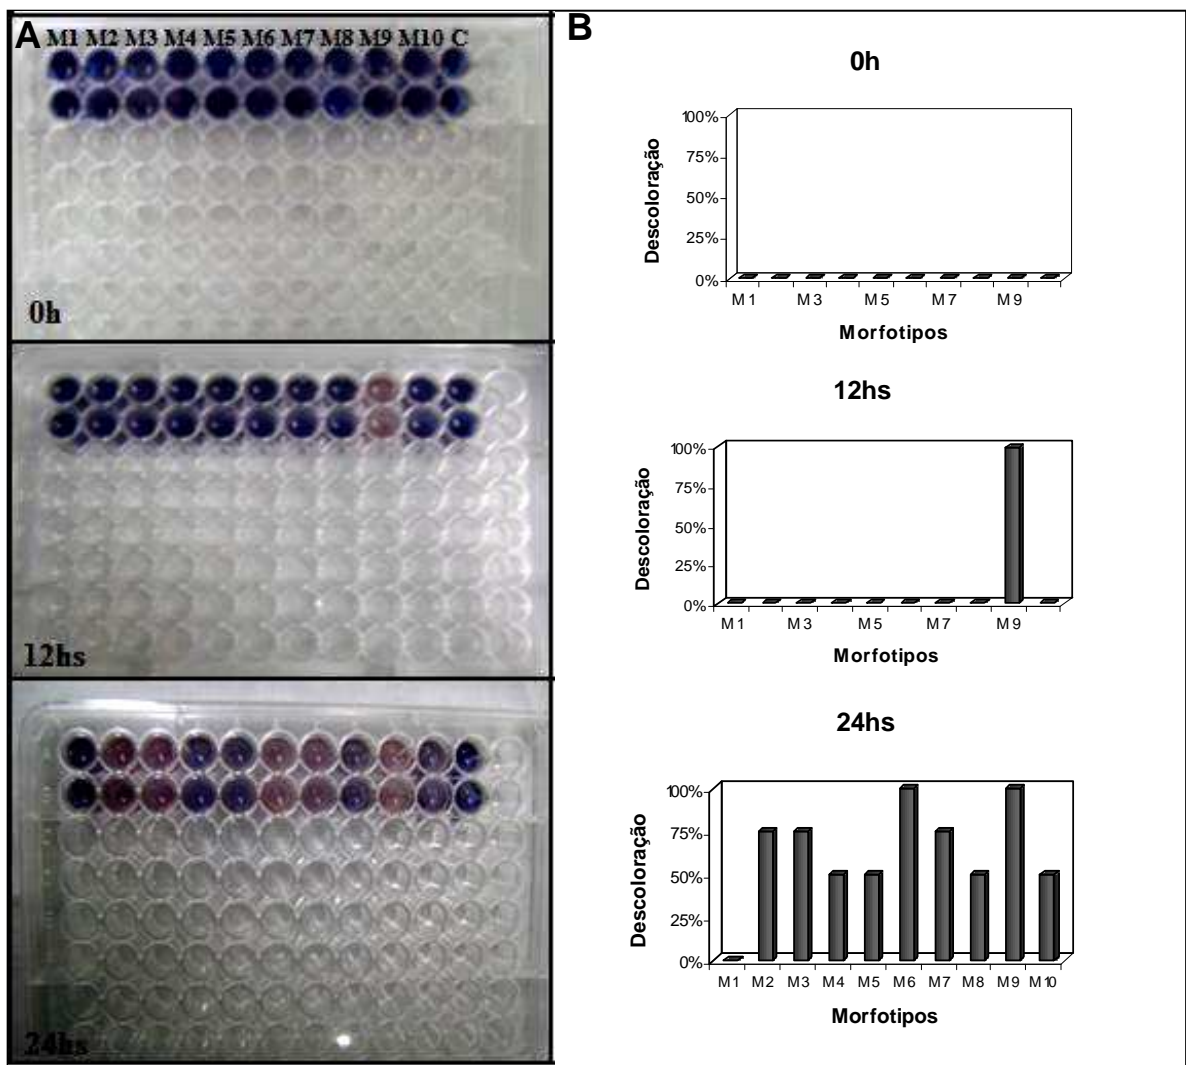 A
M1 M2 M3 M4 M5 M6 M7 M8 M9 M10 C
0h
12hs
24hs
B
0h
Descoloração
100%
75%
50%
25%
0%
M1 M3 M5 M7 M9
Morfotipos
12hs
Descoloração
100%
75%
50%
25%
0%
M1 M3 M5 M7 M9
Morfotipos
24hs
Descoloração
100%
75%
50%
25%
0%
M1 M2 M3 M4 M5 M6 M7 M8 M9 M10
Morfotipos